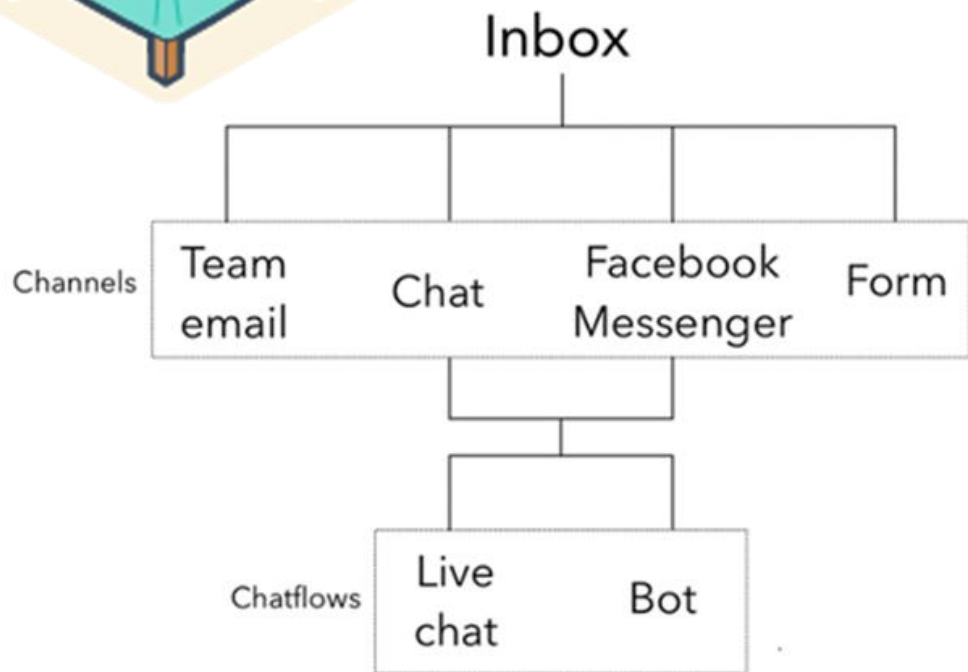 Inbox
Channels
Team
email
Chat
Facebook
Messenger
Form
Chatflows
Live
chat
Bot